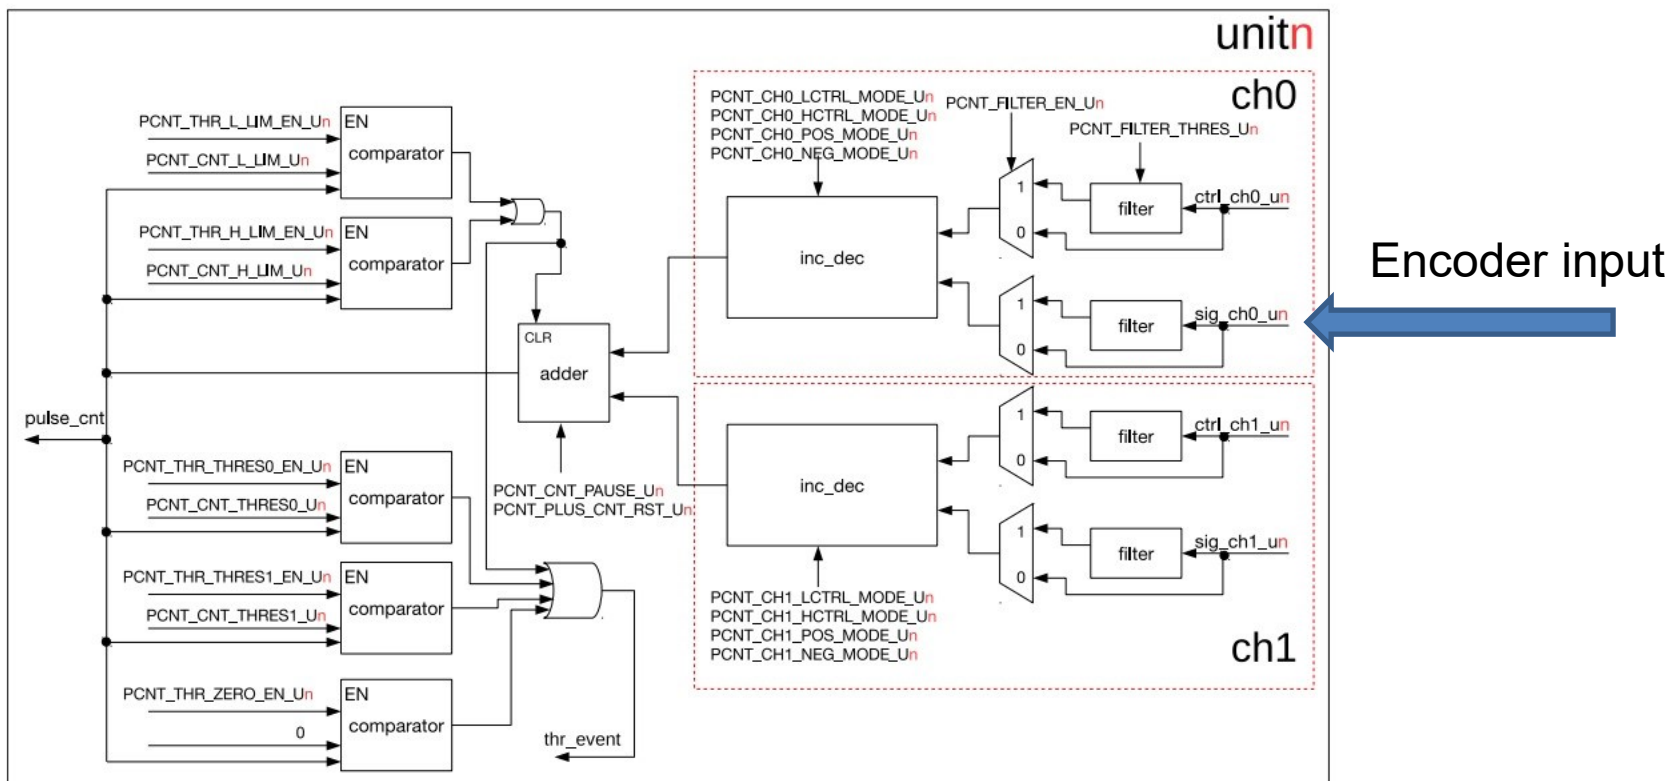 unitn
PCNT_THR_L_LIM_EN_Un
PCNT_CNT_L_LIM_Un
EN
comparator
PCNT_THR_H_LIM_EN_Un
PCNT_CNT_H_LIM_Un
EN
comparator
CLR
adder
pulse_cnt
PCNT_CNT_PAUSE_Un
PCNT_PLUS_CNT_RST_Un
PCNT_THR_THRES0_EN_Un
PCNT_CNT_THRES0_Un
EN
comparator
PCNT_THR_THRES1_EN_Un
PCNT_CNT_THRES1_Un
EN
comparator
PCNT_THR_ZERO_EN_Un
0
EN
comparator
thr_event
ch0
PCNT_CH0_LCTRL_MODE_Un
PCNT_CH0_HCTRL_MODE_Un
PCNT_CH0_POS_MODE_Un
PCNT_CH0_NEG_MODE_Un
PCNT_FILTER_EN_Un
PCNT_FILTER_THRES_Un
inc_dec
1
0
filter
ctrl_ch0_un
1
0
filter
sig_ch0_un
Encoder input
inc_dec
1
0
filter
ctrl_ch1_un
1
0
filter
sig_ch1_un
PCNT_CH1_LCTRL_MODE_Un
PCNT_CH1_HCTRL_MODE_Un
PCNT_CH1_POS_MODE_Un
PCNT_CH1_NEG_MODE_Un
ch1